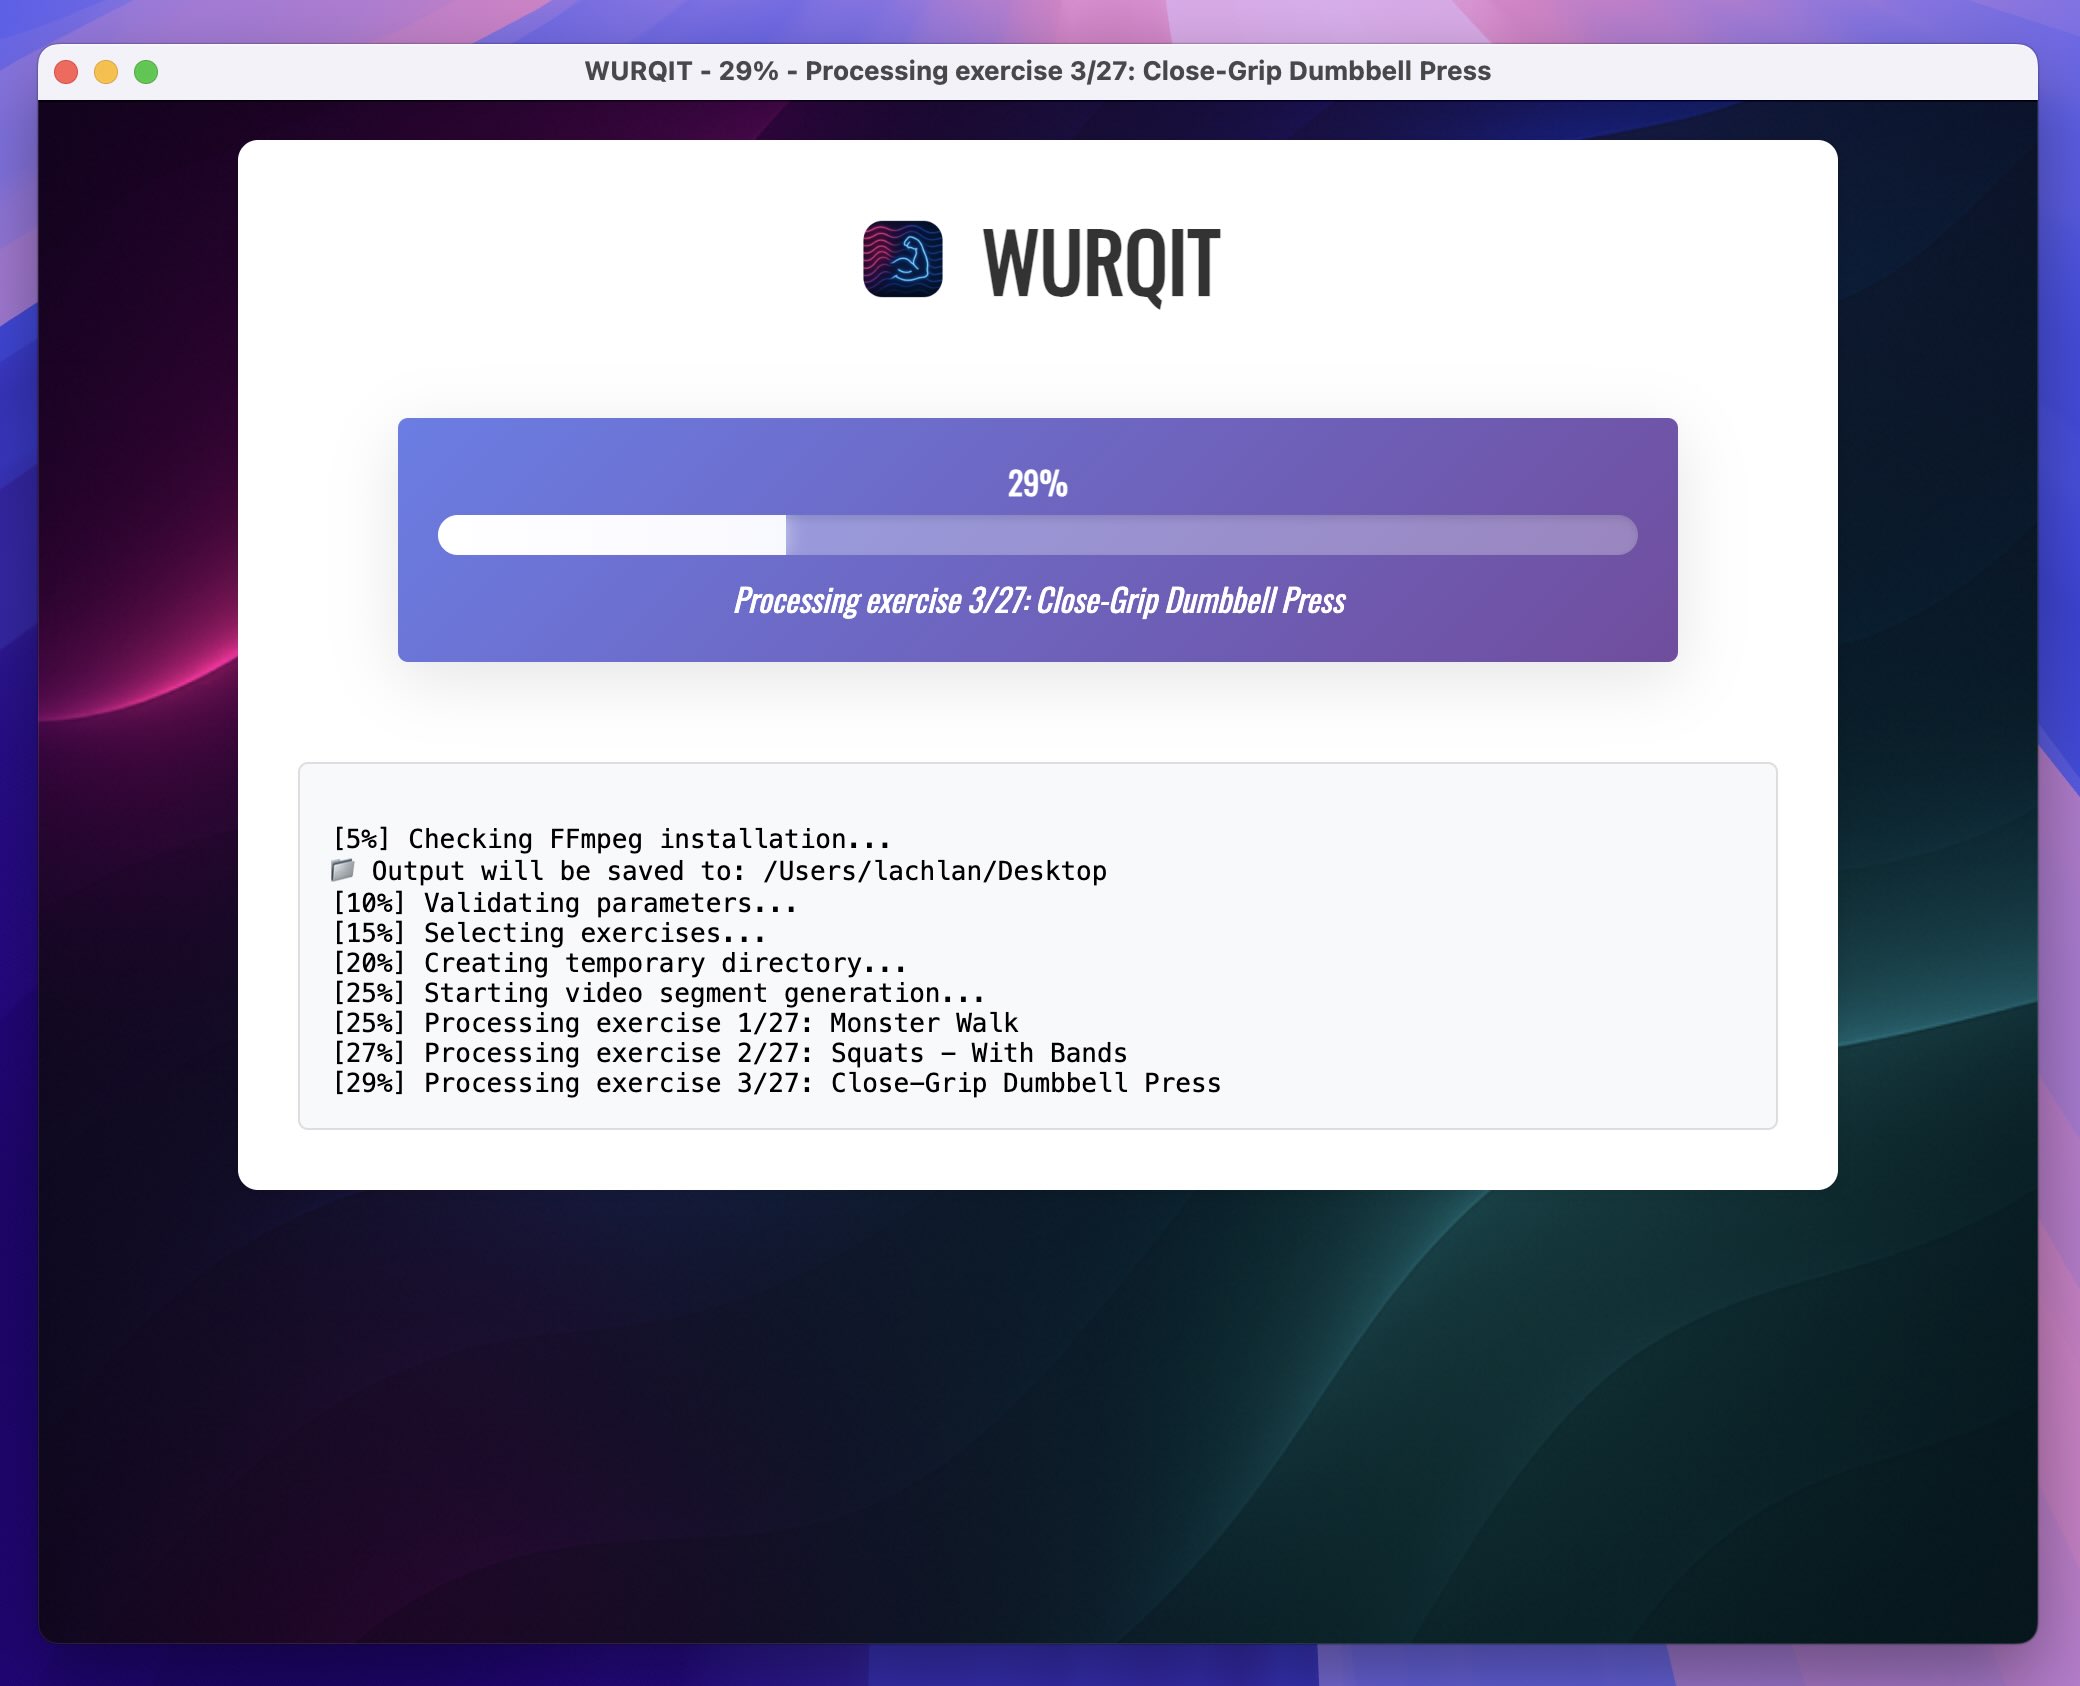 WURQIT - 29% - Processing exercise 3/27: Close-Grip Dumbbell Press
WURQIT
29%
Processing exercise 3/27: Close-Grip Dumbbell Press
[5%] Checking FFmpeg installation...
📁 Output will be saved to: /Users/lachlan/Desktop
[10%] Validating parameters...
[15%] Selecting exercises...
[20%] Creating temporary directory...
[25%] Starting video segment generation...
[25%] Processing exercise 1/27: Monster Walk
[27%] Processing exercise 2/27: Squats - With Bands
[29%] Processing exercise 3/27: Close-Grip Dumbbell Press